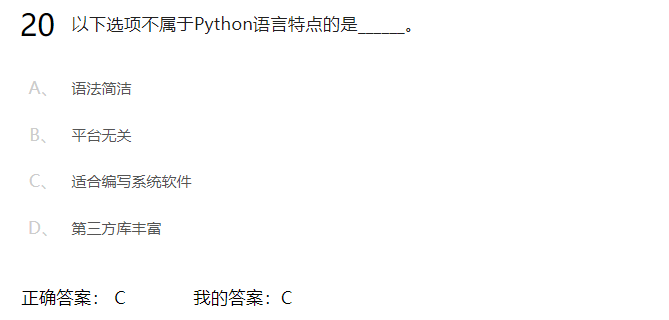 20 以下选项不属于Python语言特点的是______。
A、 语法简洁
B、 平台无关
C、 适合编写系统软件
D、 第三方库丰富
正确答案： C 我的答案：C